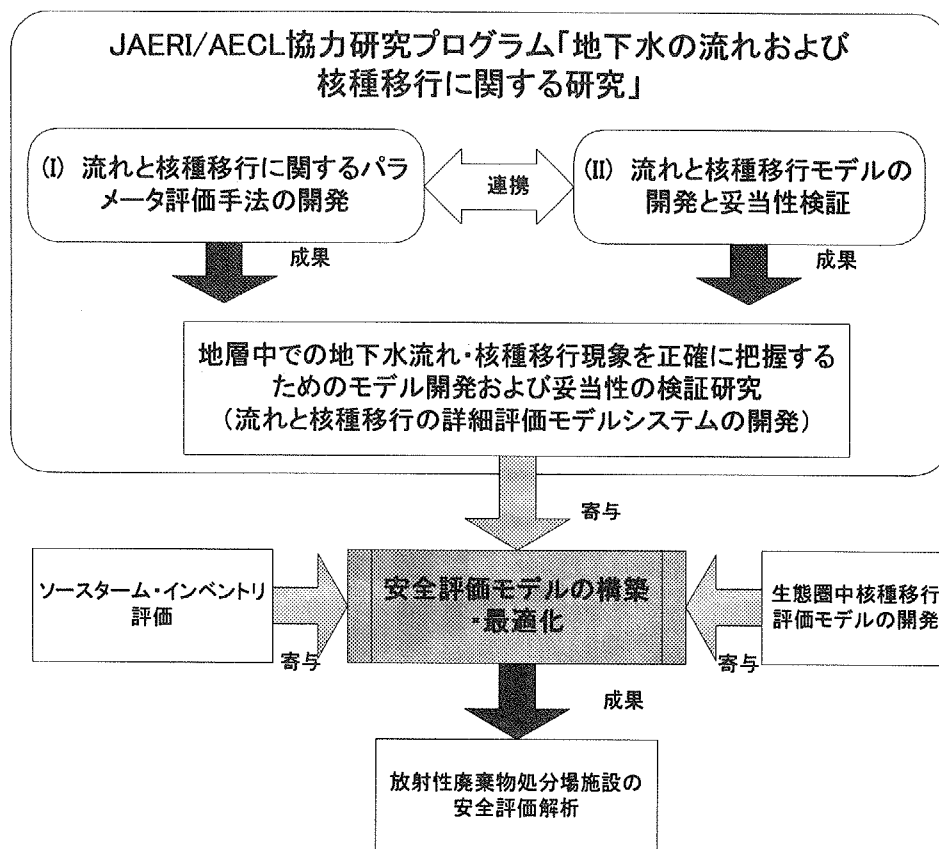 JAERI/AECL協力研究プログラム「地下水の流れおよび
核種移行に関する研究」
(I) 流れと核種移行に関するパラ
メータ評価手法の開発
連携
(II) 流れと核種移行モデルの
開発と妥当性検証
成果
成果
地層中での地下水流れ・核種移行現象を正確に把握する
ためのモデル開発および妥当性の検証研究
(流れと核種移行の詳細評価モデルシステムの開発)
寄与
ソースターム・インベントリ
評価
寄与
安全評価モデルの構築
・最適化
生態圏中核種移行
評価モデルの開発
寄与
成果
放射性廃棄物処分場施設の
安全評価解析